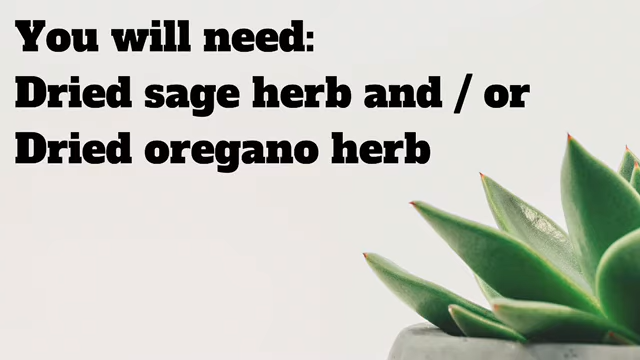 You will need:
Dried sage herb and / or
Dried oregano herb